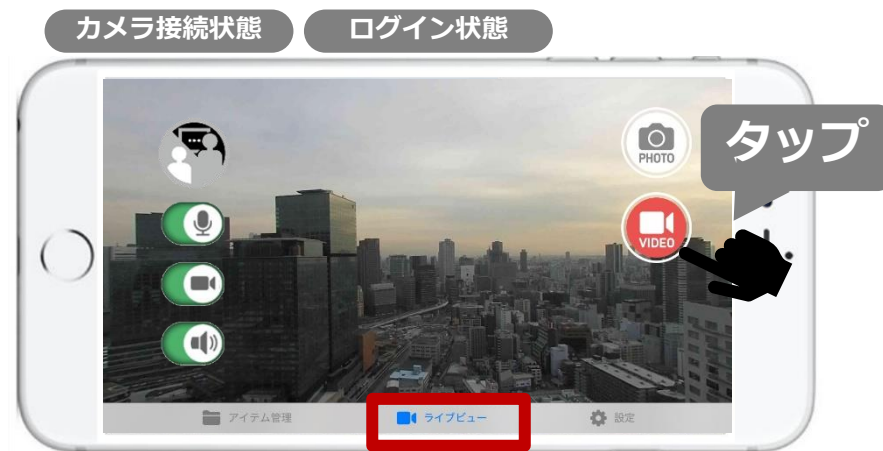 カメラ接続状態
ログイン状態
PHOTO
タップ
VIDEO
アイテム管理
ライブビュー
設定